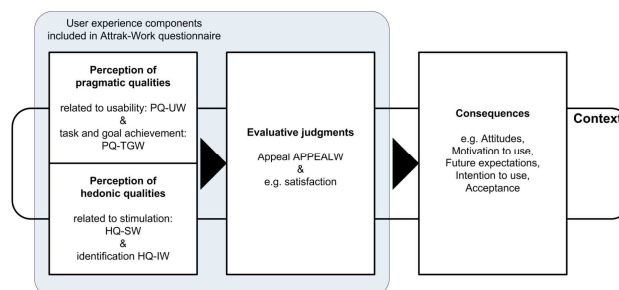 User experience components
included in Attrak-Work questionnaire
Perception of
pragmatic qualities
related to usability: PQ-UW
&
task and goal achievement:
PQ-TGW
Perception of
hedonic qualities
related to stimulation:
HQ-SW
&
identification HQ-IW
Evaluative judgments
Appeal APPEALW
&
e.g. satisfaction
Consequences
e.g. Attitudes,
Motivation to use,
Future expectations,
Intention to use,
Acceptance
Context